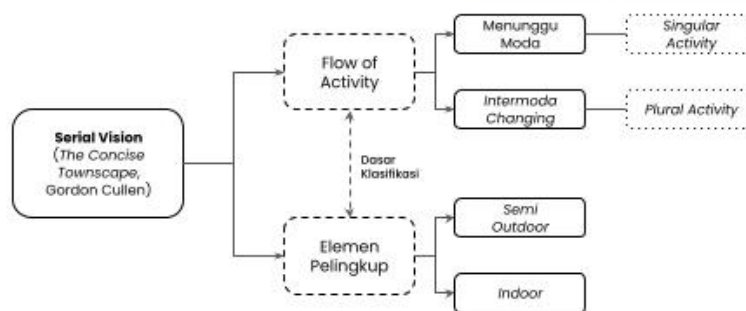 Serial Vision
(The Concise
Townscape,
Gordon Cullen)
Flow of
Activity
Dasar
Klasifikasi
Elemen
Pelingkup
Menunggu
Moda
Singular
Activity
Intermoda
Changing
Plural Activity
Semi
Outdoor
Indoor